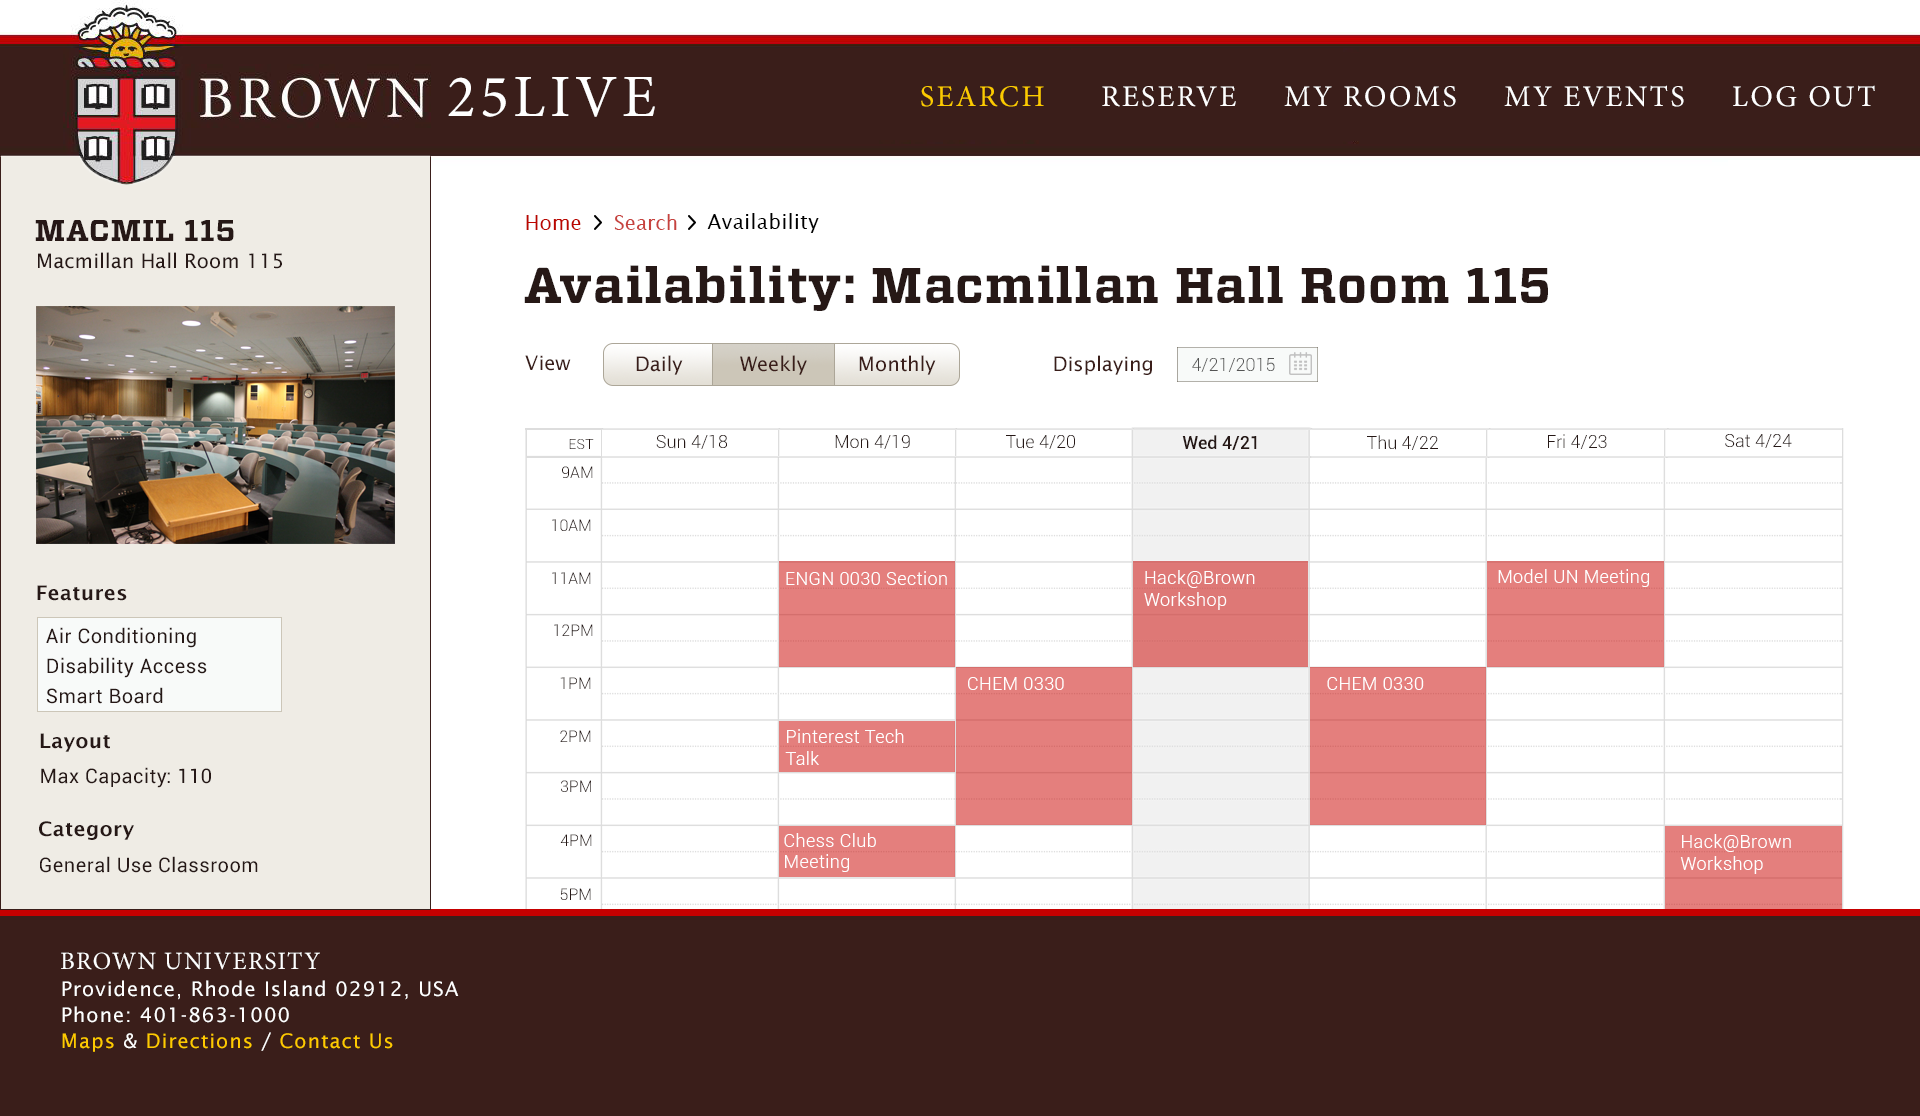 BROWN 25LIVE
SEARCH RESERVE MY ROOMS MY EVENTS LOG OUT
MACMIL 115
Macmillan Hall Room 115
Features
Air Conditioning
Disability Access
Smart Board
Layout
Max Capacity: 110
Category
General Use Classroom
Home > Search > Availability
Availability: Macmillan Hall Room 115
View Daily Weekly Monthly Displaying 4/21/2015
EST Sun 4/18 Mon 4/19 Tue 4/20 Wed 4/21 Thu 4/22 Fri 4/23 Sat 4/24
9AM
10AM
11AM ENGN 0030 Section Hack@Brown Model UN Meeting
Workshop
12PM
1PM CHEM 0330 CHEM 0330
2PM Pinterest Tech
Talk
3PM
4PM Chess Club Hack@Brown
Meeting Workshop
5PM
BROWN UNIVERSITY
Providence, Rhode Island 02912, USA
Phone: 401-863-1000
Maps & Directions / Contact Us